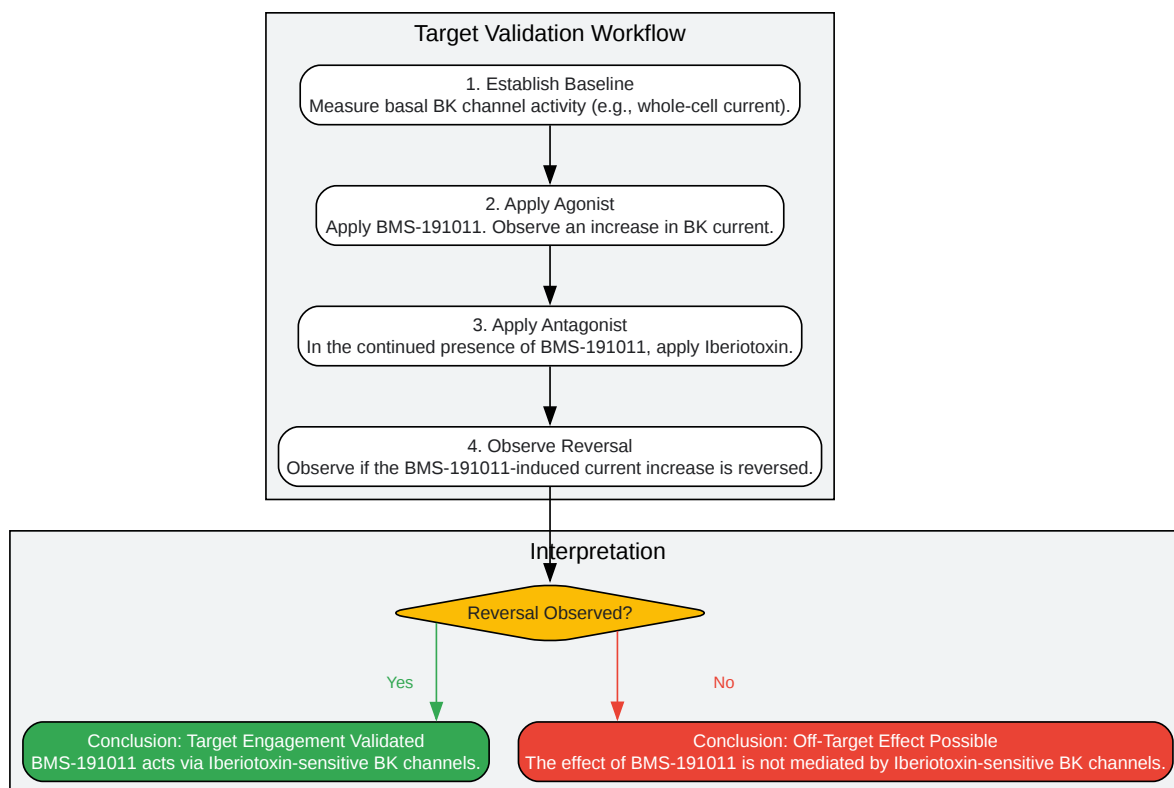 Target Validation Workflow
1. Establish Baseline
Measure basal BK channel activity (e.g., whole-cell current).
2. Apply Agonist
Apply BMS-191011. Observe an increase in BK current.
3. Apply Antagonist
In the continued presence of BMS-191011, apply Iberiotoxin.
4. Observe Reversal
Observe if the BMS-191011-induced current increase is reversed.
Interpretation
Reversal Observed?
Yes
No
Conclusion: Target Engagement Validated
BMS-191011 acts via Iberiotoxin-sensitive BK channels.
Conclusion: Off-Target Effect Possible
The effect of BMS-191011 is not mediated by Iberiotoxin-sensitive BK channels.